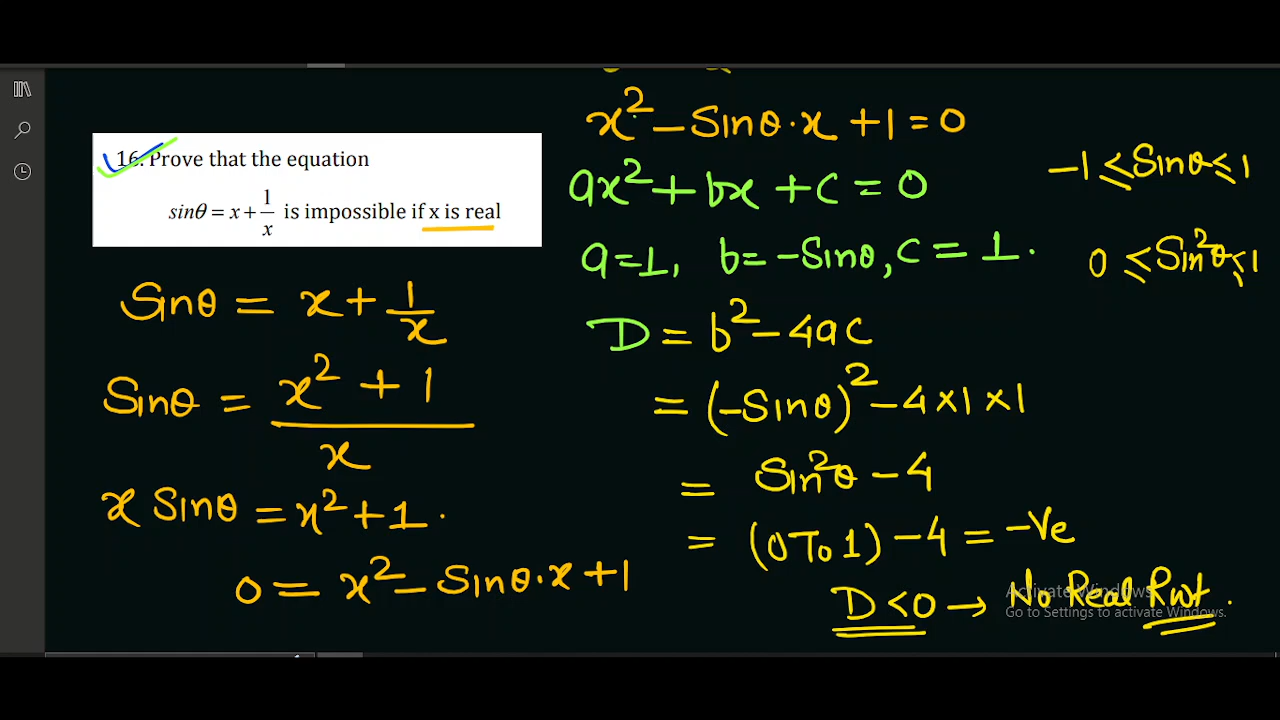 16. Prove that the equation
sinθ = x + 1/x is impossible if x is real
Sinθ = x + 1/x
Sinθ = (x² + 1)/x
x Sinθ = x² + 1.
0 = x² - Sinθ·x + 1
x² - Sinθ·x + 1 = 0
ax² + bx + c = 0
a=1, b= -Sinθ, c = 1.
D = b² - 4ac
= (-Sinθ)² - 4×1×1
= Sin²θ - 4
= (0 To 1) - 4 = -Ve
D < 0 → No Real Root.
-1 ≤ Sinθ ≤ 1
0 ≤ Sin²θ ≤ 1
Activate Windows
Go to Settings to activate Windows.